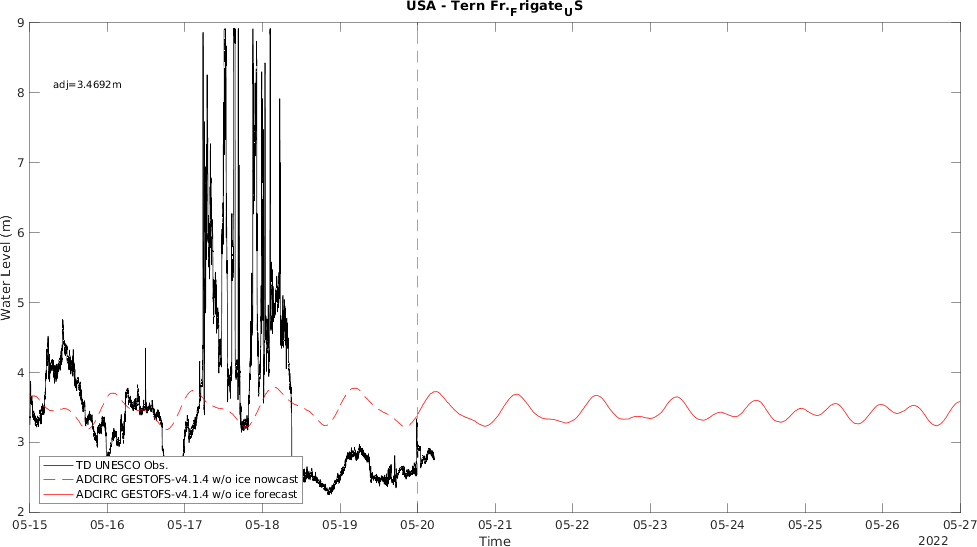 USA - Tern Fr.FrigateUS
9
adj=3.4692m
8
7
6
5
4
3
2
Water Level (m)
TD UNESCO Obs.
ADCIRC GESTOFS-v4.1.4 w/o ice nowcast
ADCIRC GESTOFS-v4.1.4 w/o ice forecast
05-15 05-16 05-17 05-18 05-19 05-20 05-21 05-22 05-23 05-24 05-25 05-26 05-27
Time
2022